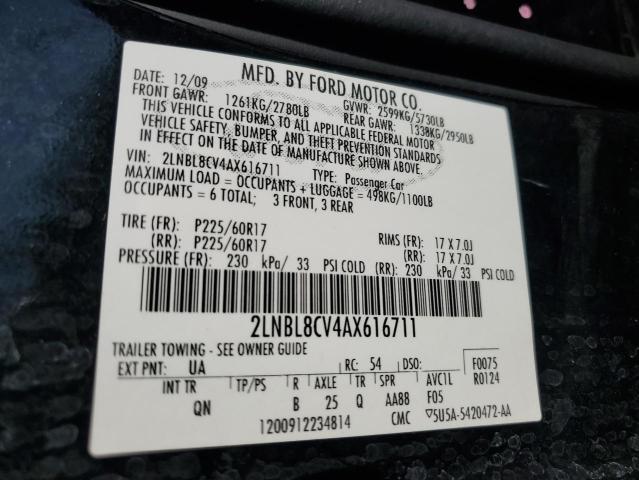 MFD. BY FORD MOTOR CO.
DATE: 12/09 GVWR: 2599KG/5730LB
FRONT GAWR: 1261KG/2780LB REAR GAWR: 1338KG/2950LB
THIS VEHICLE CONFORMS TO ALL APPLICABLE FEDERAL MOTOR
VEHICLE SAFETY, BUMPER, AND THEFT PREVENTION STANDARDS
IN EFFECT ON THE DATE OF MANUFACTURE SHOWN ABOVE.
VIN: 2LNBL8CV4AX616711 TYPE: Passenger Car
MAXIMUM LOAD = OCCUPANTS + LUGGAGE = 498KG/1100LB
OCCUPANTS = 6 TOTAL; 3 FRONT, 3 REAR
TIRE (FR): P225/60R17 RIMS (FR): 17 X 7.0J
(RR): P225/60R17 (RR): 17 X 7.0J
PRESSURE (FR): 230 kPa/ 33 PSI COLD (RR): 230 kPa/ 33 PSI COLD
2LNBL8CV4AX616711
TRAILER TOWING - SEE OWNER GUIDE
EXT PNT: UA RC: 54 DSO: F0075
INT TR TP/PS R AXLE TR SPR AVC1L R0124
QN B 25 Q AA88 F05
1200912234814 CMC ▽5U5A-5420472-AA